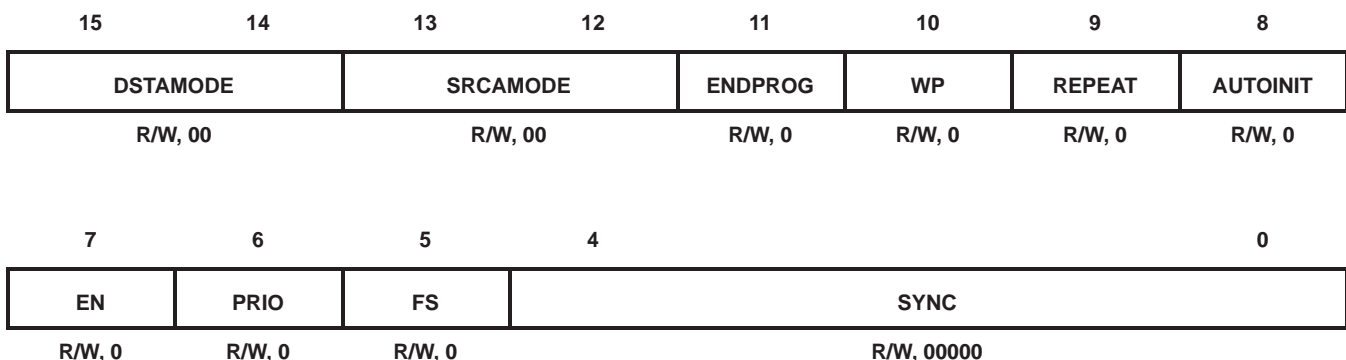 15 14 13 12 11 10 9 8
DSTAMODE SRCAMODE ENDPROG WP REPEAT AUTOINIT
R/W, 00 R/W, 00 R/W, 0 R/W, 0 R/W, 0 R/W, 0
7 6 5 4 0
EN PRIO FS SYNC
R/W, 0 R/W, 0 R/W, 0 R/W, 00000